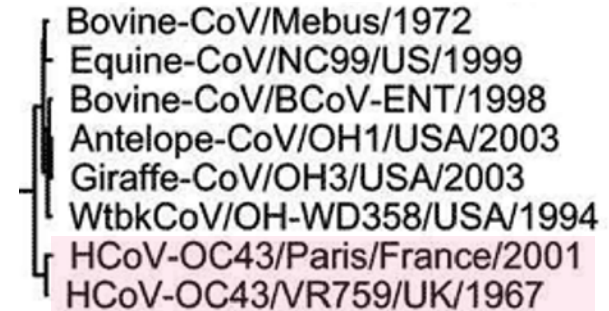 Bovine-CoV/Mebus/1972
Equine-CoV/NC99/US/1999
Bovine-CoV/BCoV-ENT/1998
Antelope-CoV/OH1/USA/2003
Giraffe-CoV/OH3/USA/2003
WtbkCoV/OH-WD358/USA/1994
HCoV-OC43/Paris/France/2001
HCoV-OC43/VR759/UK/1967